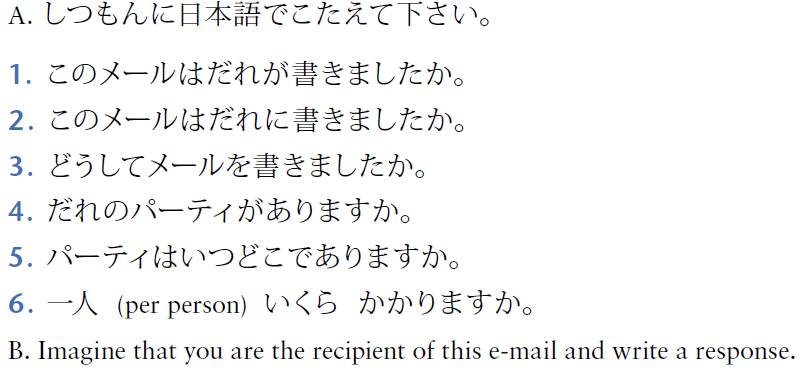 A. しつもんに日本語でこたえて下さい。
1. このメールはだれが書きましたか。
2. このメールはだれに書きましたか。
3. どうしてメールを書きましたか。
4. だれのパーティがありますか。
5. パーティはいつどこでありますか。
6. 一人 (per person) いくら かかりますか。
B. Imagine that you are the recipient of this e-mail and write a response.